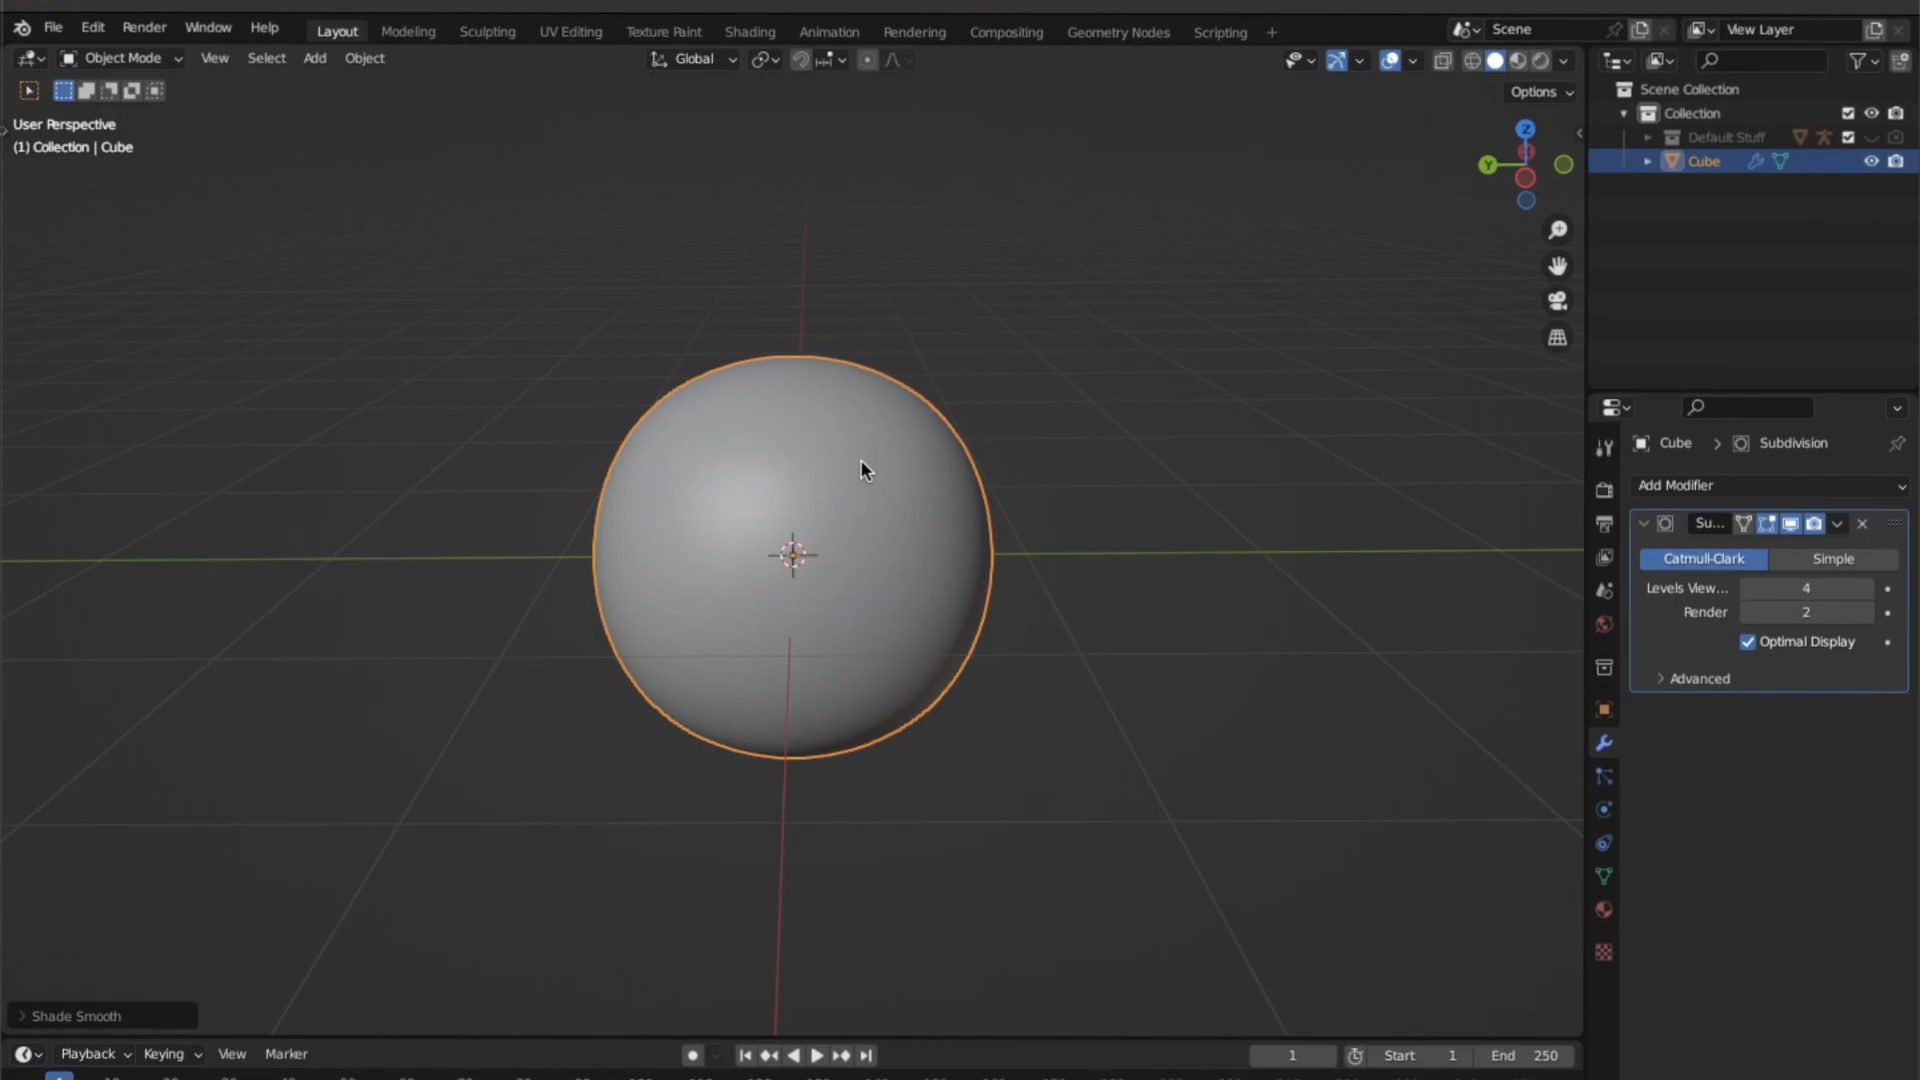 File Edit Render Window Help Layout Modeling Sculpting UV Editing Texture Paint Shading Animation Rendering Compositing Geometry Nodes Scripting + Scene View Layer
Object Mode View Select Add Object Global
Options
User Perspective
(1) Collection | Cube
Z
Y
Scene Collection
Collection
Default Stuff
Cube
Cube > Subdivision
Add Modifier
Su...
Catmull-Clark Simple
Levels View... 4
Render 2
Optimal Display
Advanced
Shade Smooth
Playback Keying View Marker 1 Start 1 End 250
1